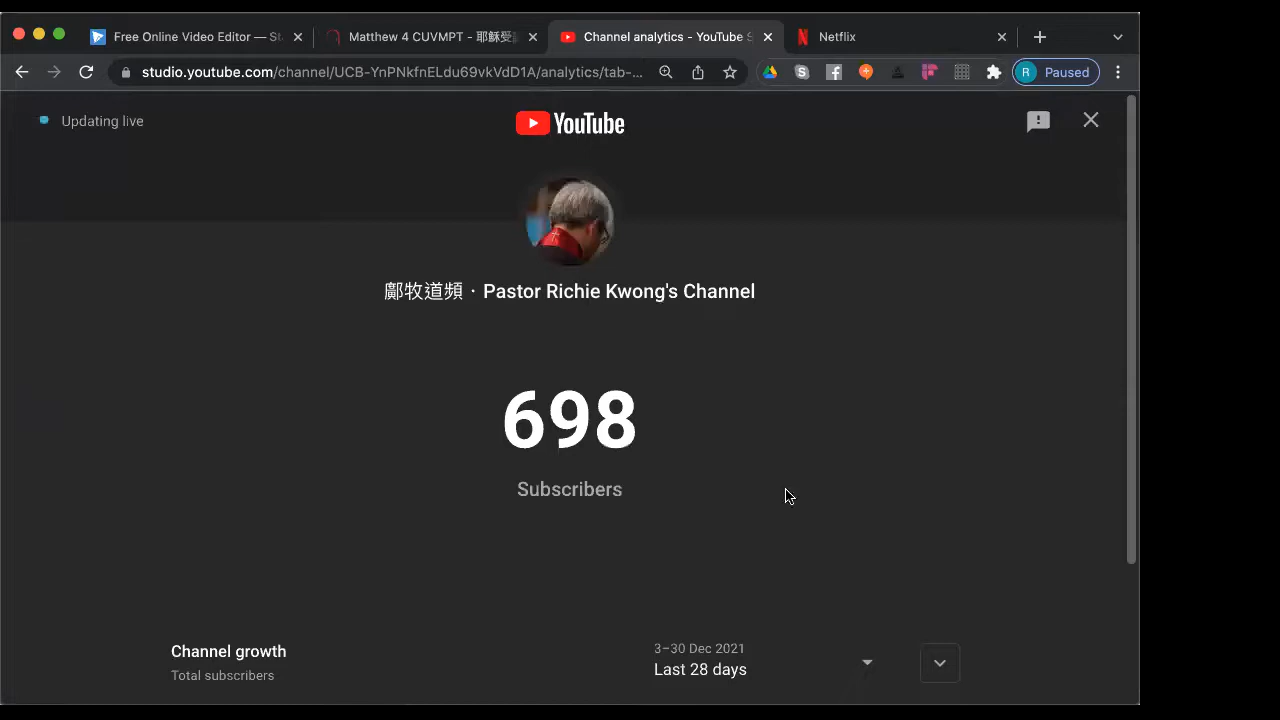 Free Online Video Editor — St
Matthew 4 CUVMPT - 耶穌受
Channel analytics - YouTube S
Netflix
studio.youtube.com/channel/UCB-YnPNkfnELdu69vkVdD1A/analytics/tab-...
R Paused
Updating live
YouTube
鄺牧道頻 · Pastor Richie Kwong's Channel
698
Subscribers
Channel growth
Total subscribers
3–30 Dec 2021
Last 28 days